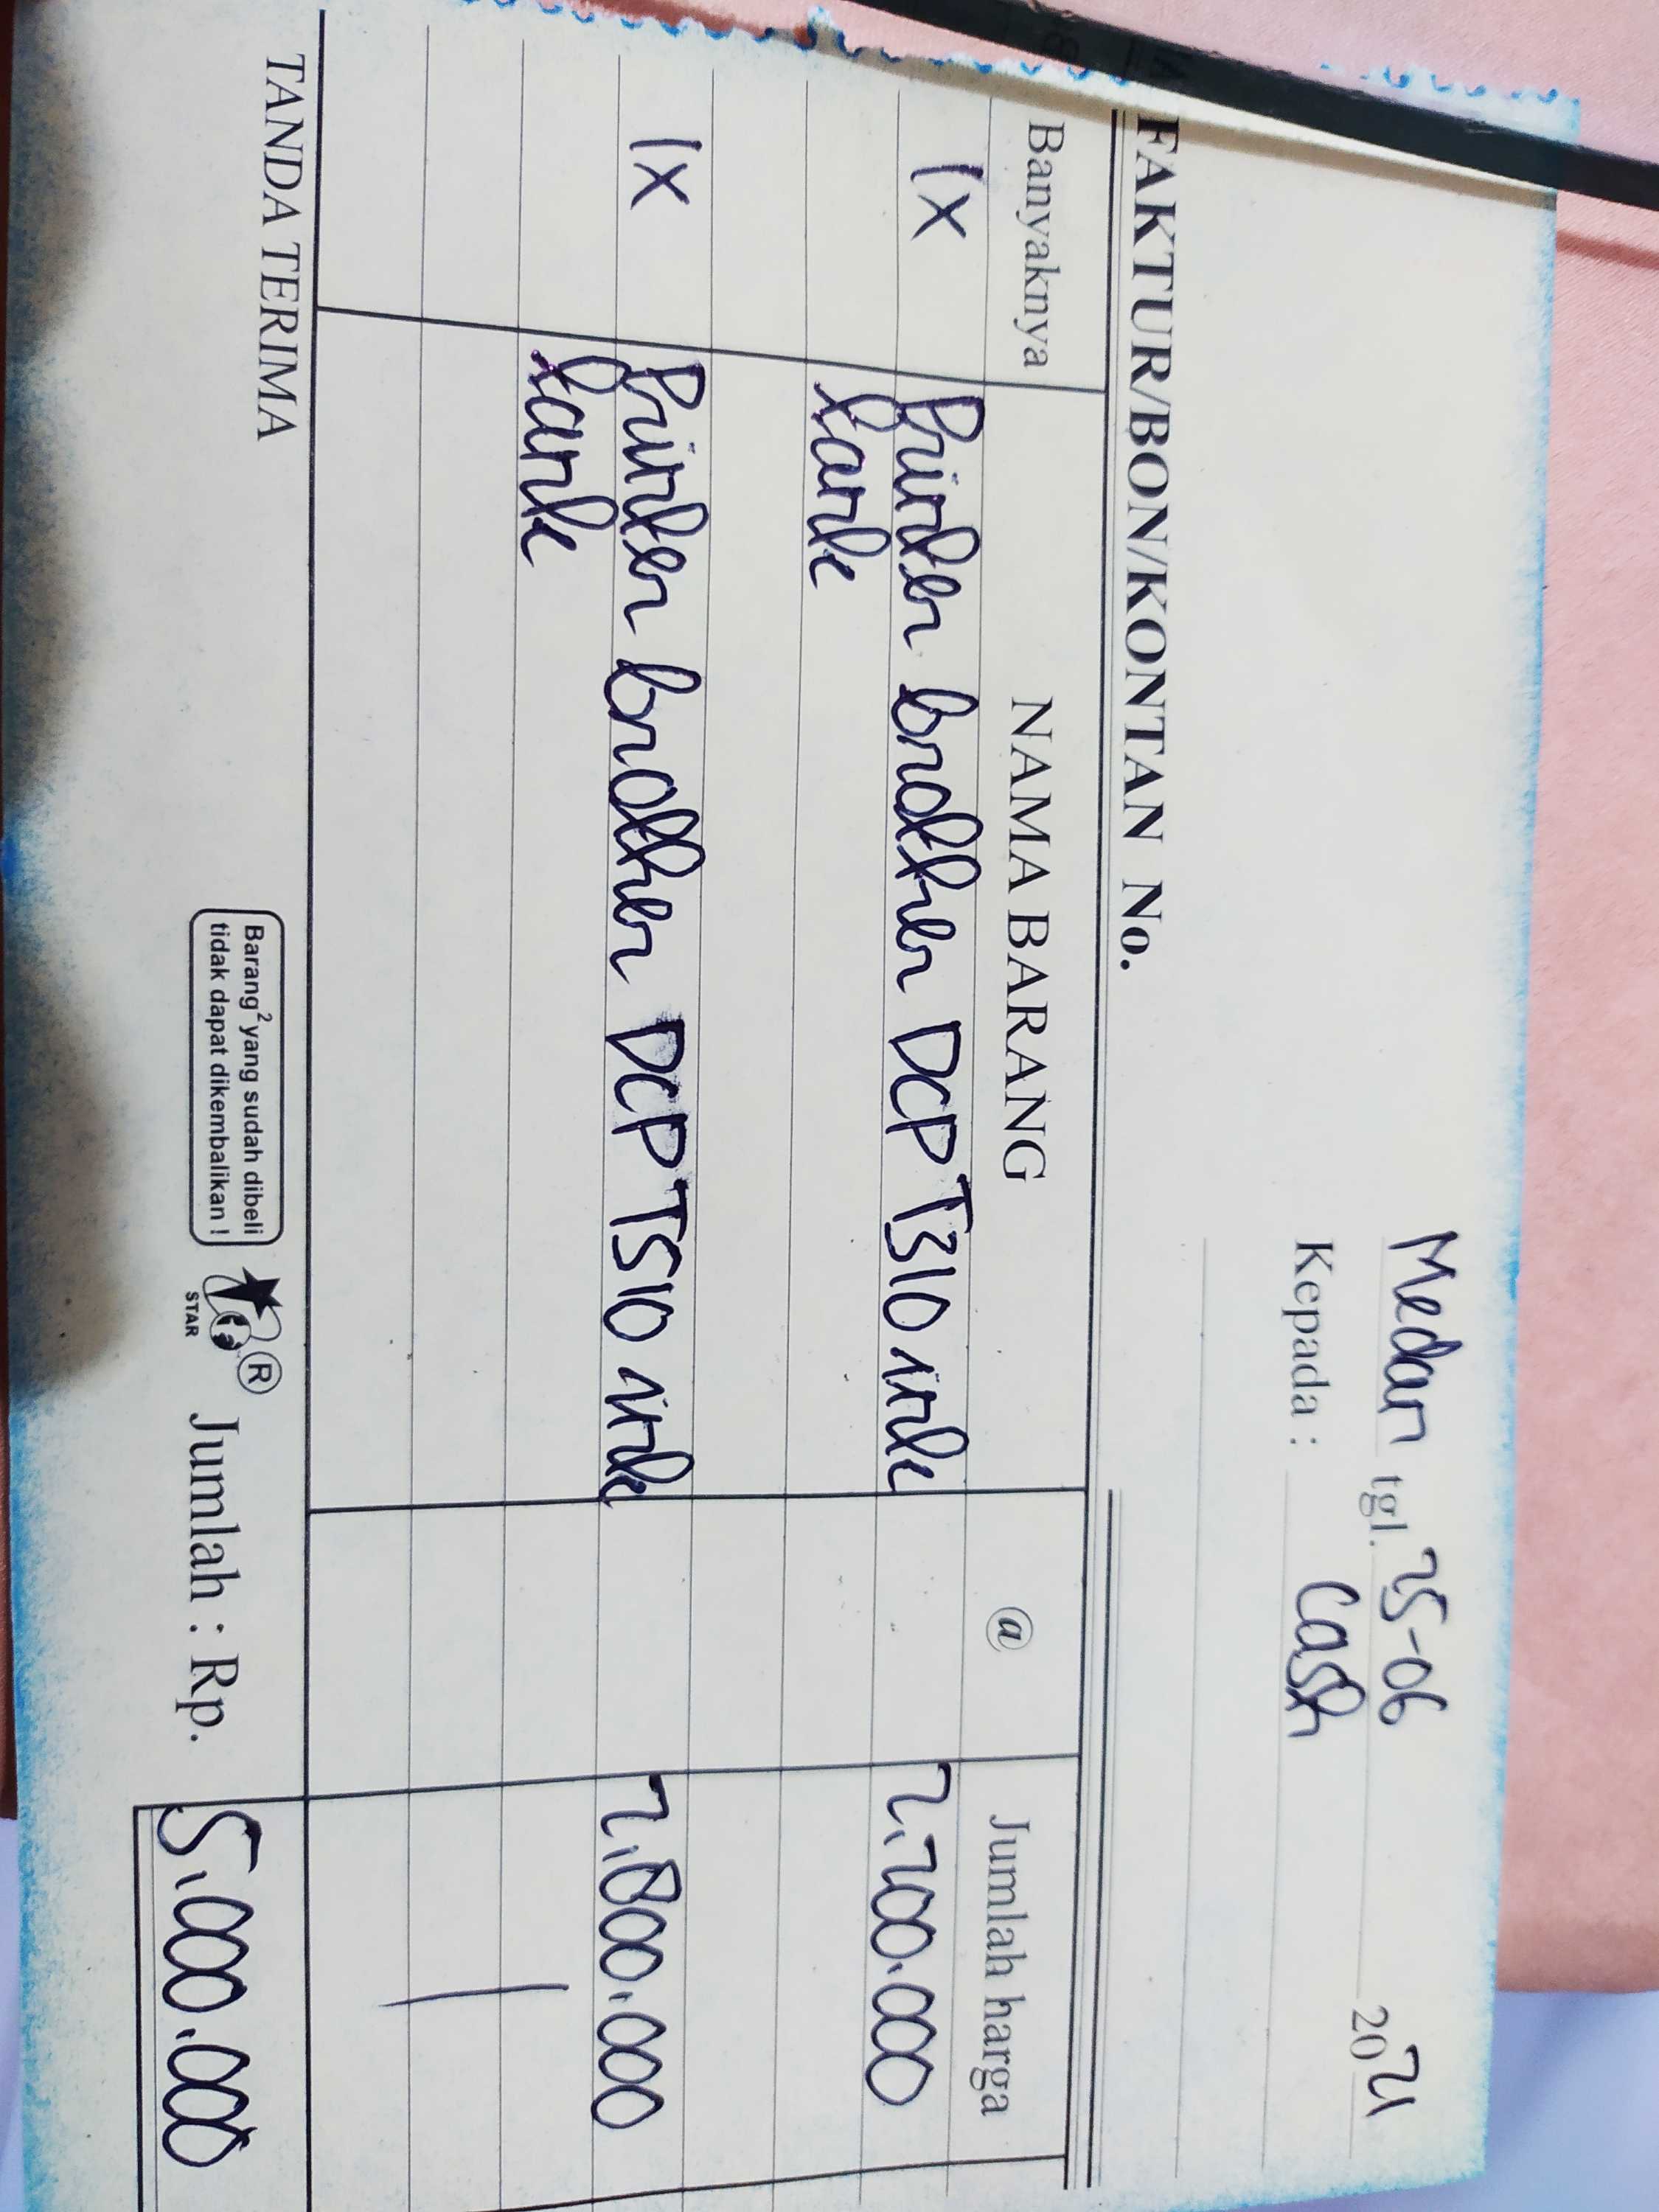 Medan tgl. 25-06 2021
Kepada : Cash
FAKTUR/BON/KONTAN No.
Banyaknya NAMA BARANG @ Jumlah harga
1X Printer brother DCP T310 ink 2.200.000
Tank
1X Printer brother DCP T510 ink 2.800.000
Tank
TANDA TERIMA
Barang² yang sudah dibeli
tidak dapat dikembalikan !
STAR
®
Jumlah : Rp. 5.000.000